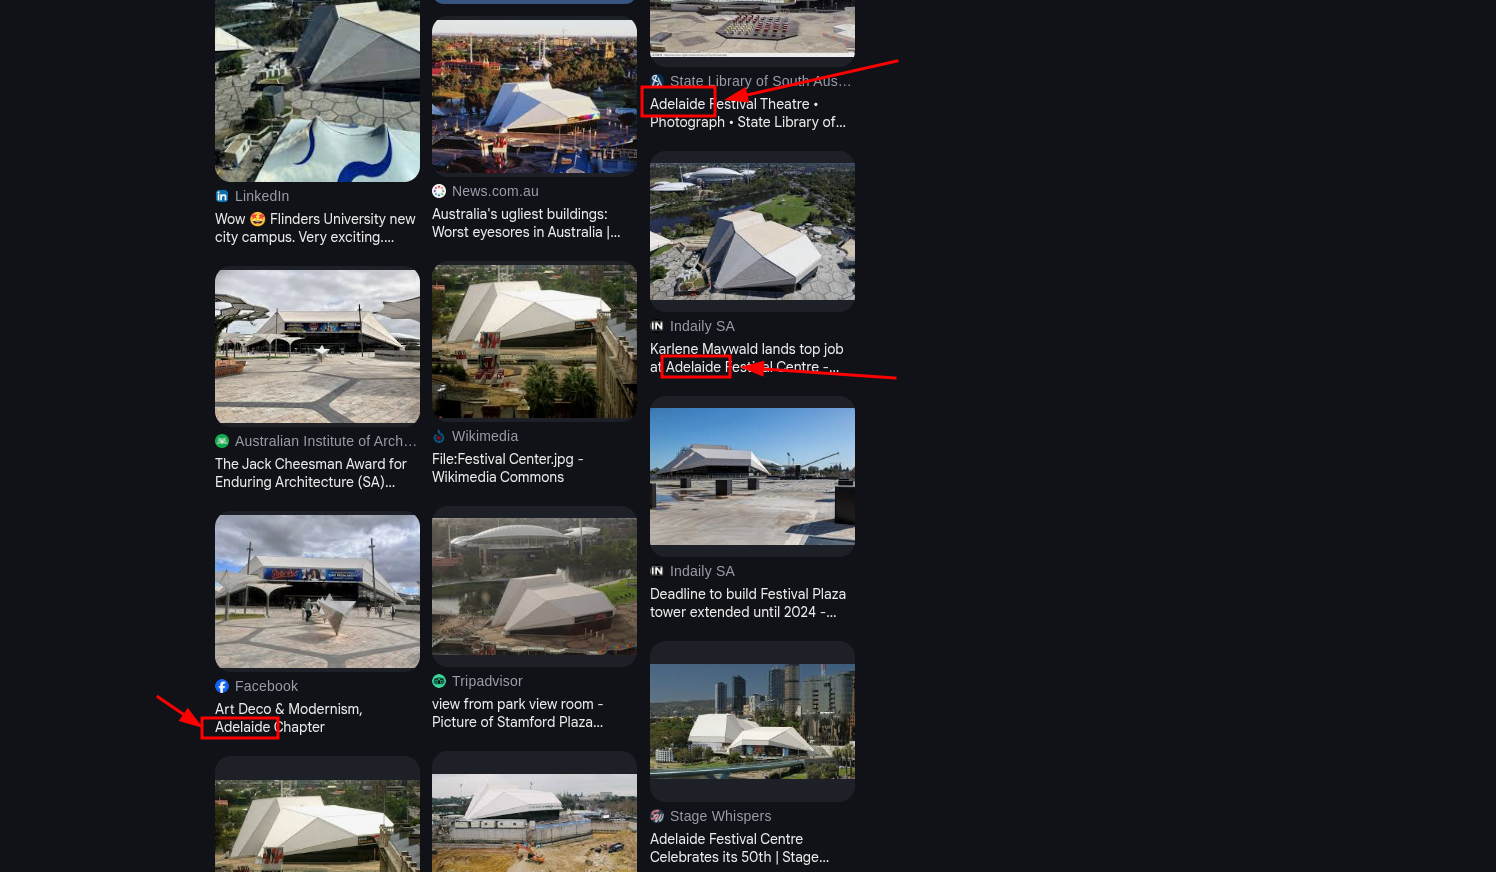 LinkedIn
Wow 🤩 Flinders University new
city campus. Very exciting....
Australian Institute of Arch...
The Jack Cheesman Award for
Enduring Architecture (SA)...
Facebook
Art Deco & Modernism,
Adelaide Chapter
News.com.au
Australia's ugliest buildings:
Worst eyesores in Australia |...
Wikimedia
File:Festival Center.jpg -
Wikimedia Commons
Tripadvisor
view from park view room -
Picture of Stamford Plaza...
State Library of South Aus...
Adelaide Festival Theatre •
Photograph • State Library of...
Indaily SA
Karlene Maywald lands top job
at Adelaide Festival Centre -...
Indaily SA
Deadline to build Festival Plaza
tower extended until 2024 -...
Stage Whispers
Adelaide Festival Centre
Celebrates its 50th | Stage...